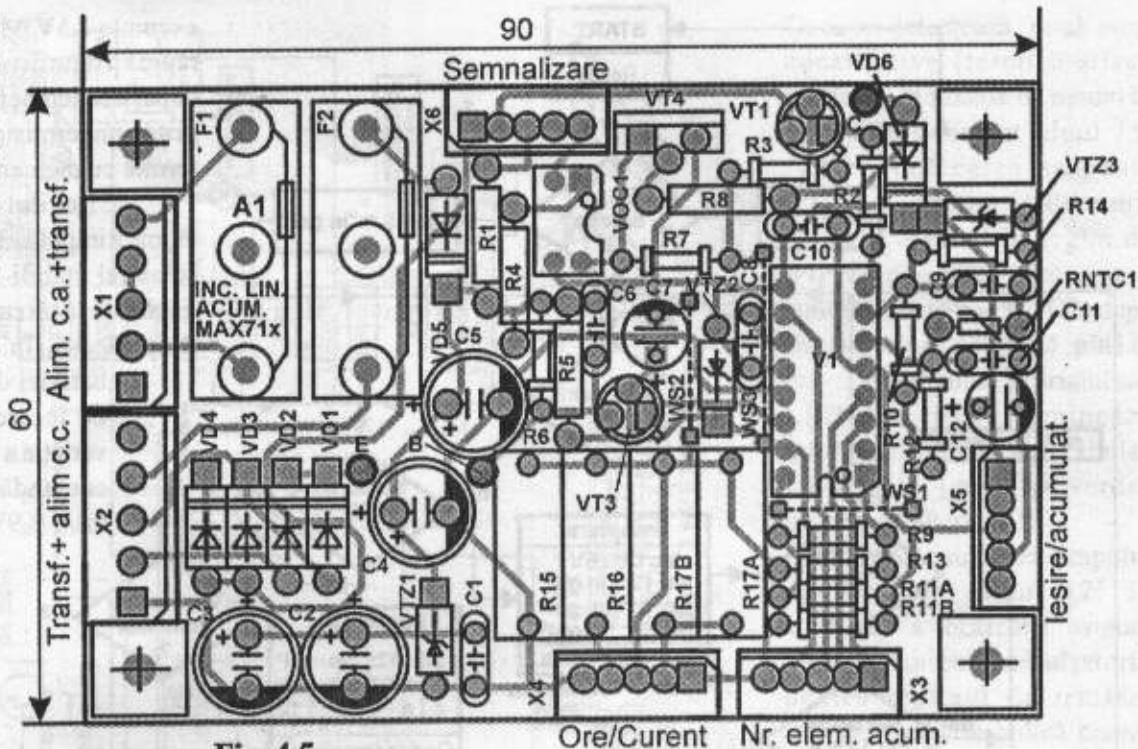 90
Semnalizare
VD6
F1
F2
X6
VT4
VT1
R3
VTZ3
R14
A1
INC. LIN.
ACUM.
MAX71x
X1
Alim. c.a.+transf.
R1
R4
VOC1
R8
R7
R2
C10
C9
RNTC1
C11
C6
C7
C8
VTZ2
VD5
C5
R5
R6
WS2
WS3
V1
R10
R12
C12
60
X2
Transf.+ alim c.c.
VD4
VD3
VD2
VD1
E
B
VT3
WS1
X5
Iesire/acumulat.
C3
C2
C4
VTZ1
C1
R15
R16
R17B
R17A
R9
R13
R11A
R11B
X4
X3
Ore/Curent
Nr. elem. acum.